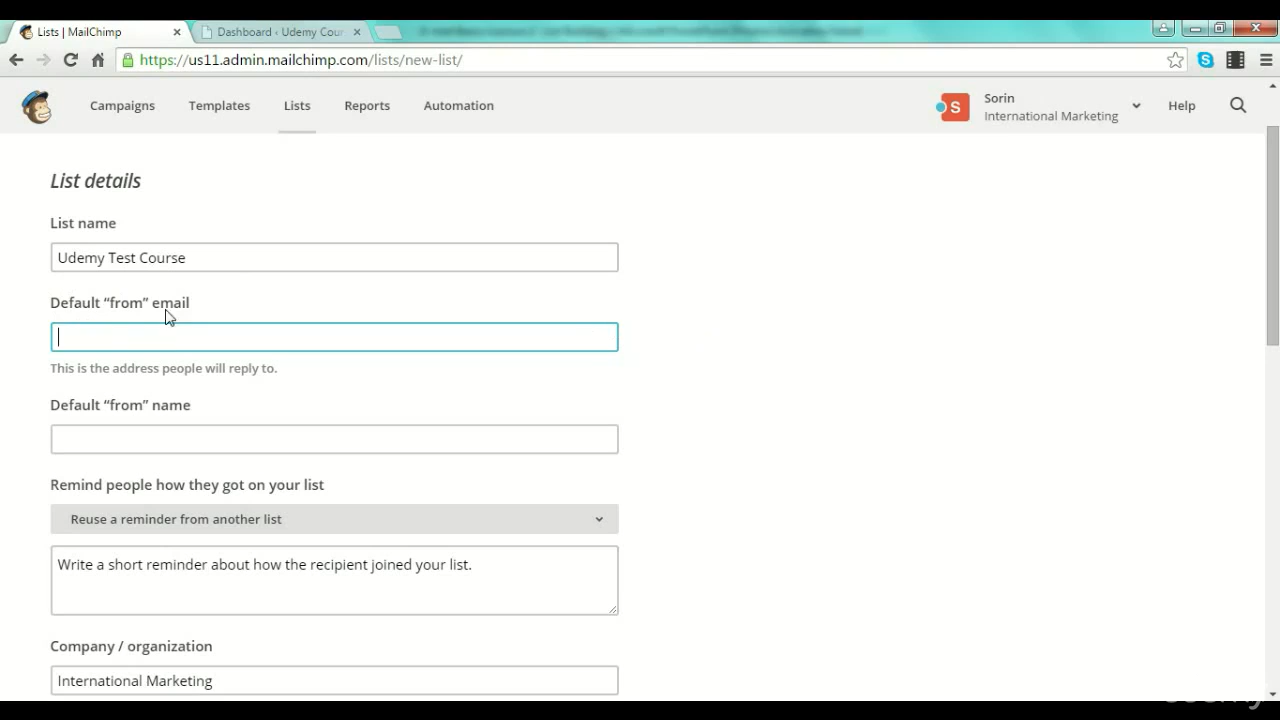 Lists | MailChimp
Dashboard ‹ Udemy Cour
https://us11.admin.mailchimp.com/lists/new-list/
Campaigns Templates Lists Reports Automation
S
Sorin
International Marketing
Help
List details
List name
Udemy Test Course
Default “from” email
This is the address people will reply to.
Default “from” name
Remind people how they got on your list
Reuse a reminder from another list
Write a short reminder about how the recipient joined your list.
Company / organization
International Marketing